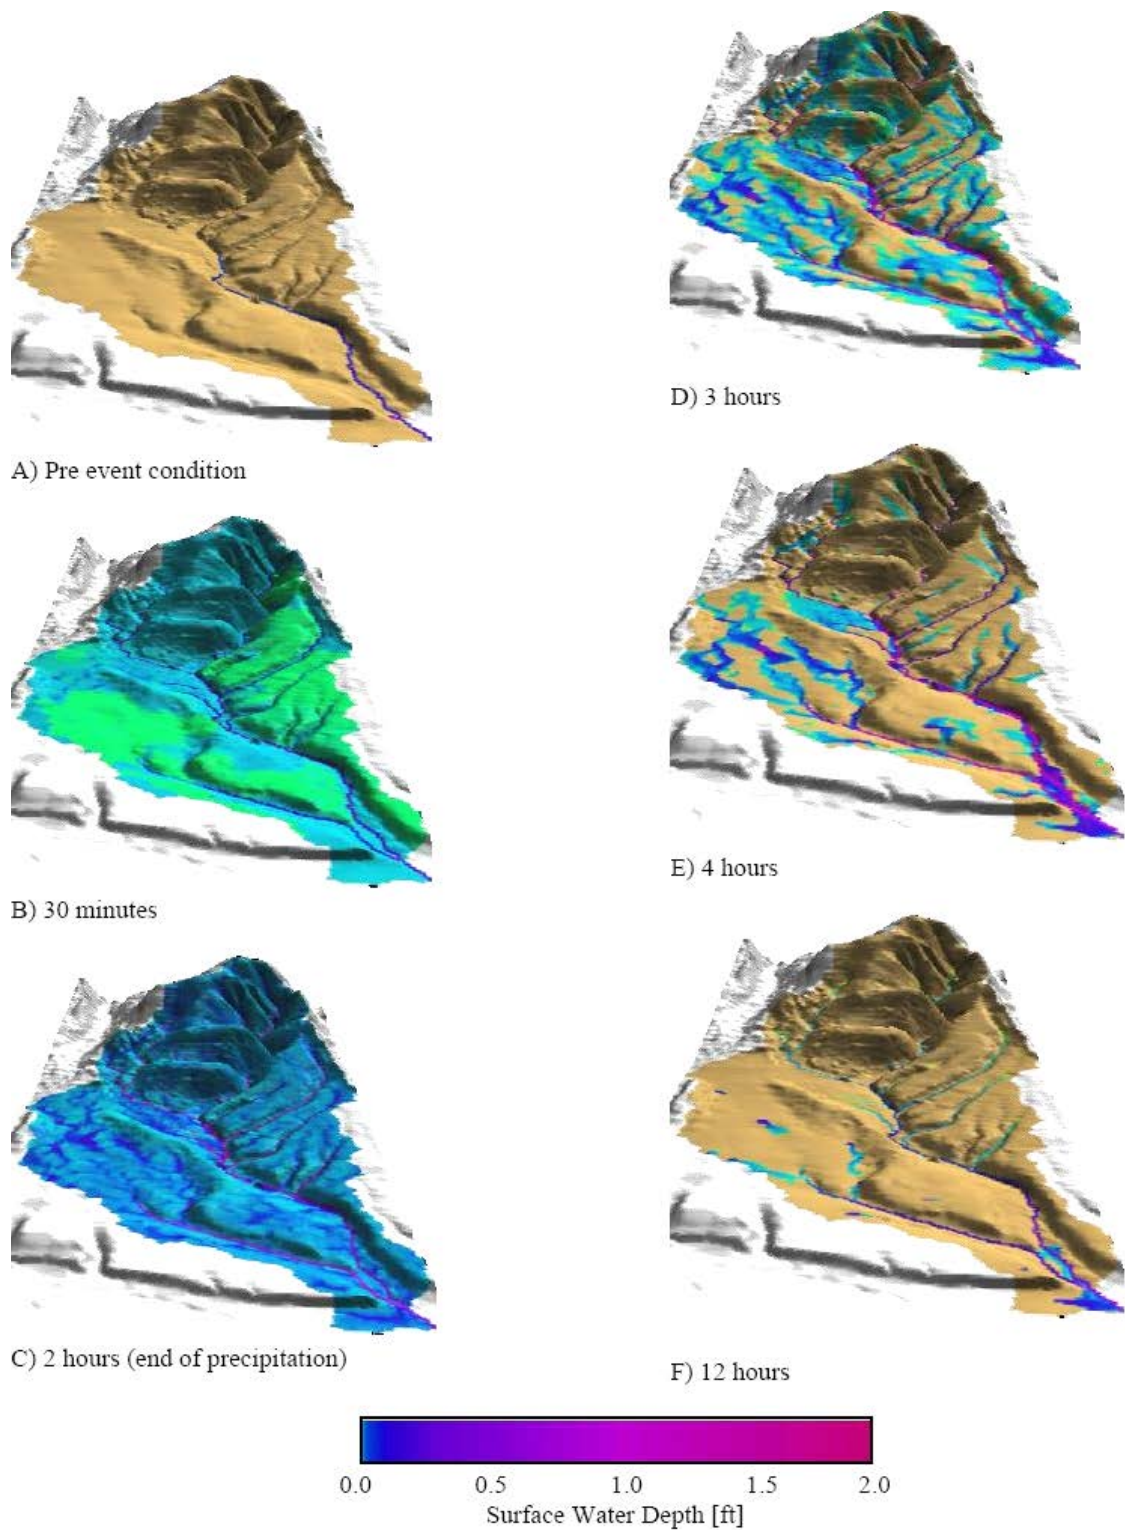 A) Pre event condition
B) 30 minutes
C) 2 hours (end of precipitation)
D) 3 hours
E) 4 hours
F) 12 hours
0.0 0.5 1.0 1.5 2.0
Surface Water Depth [ft]